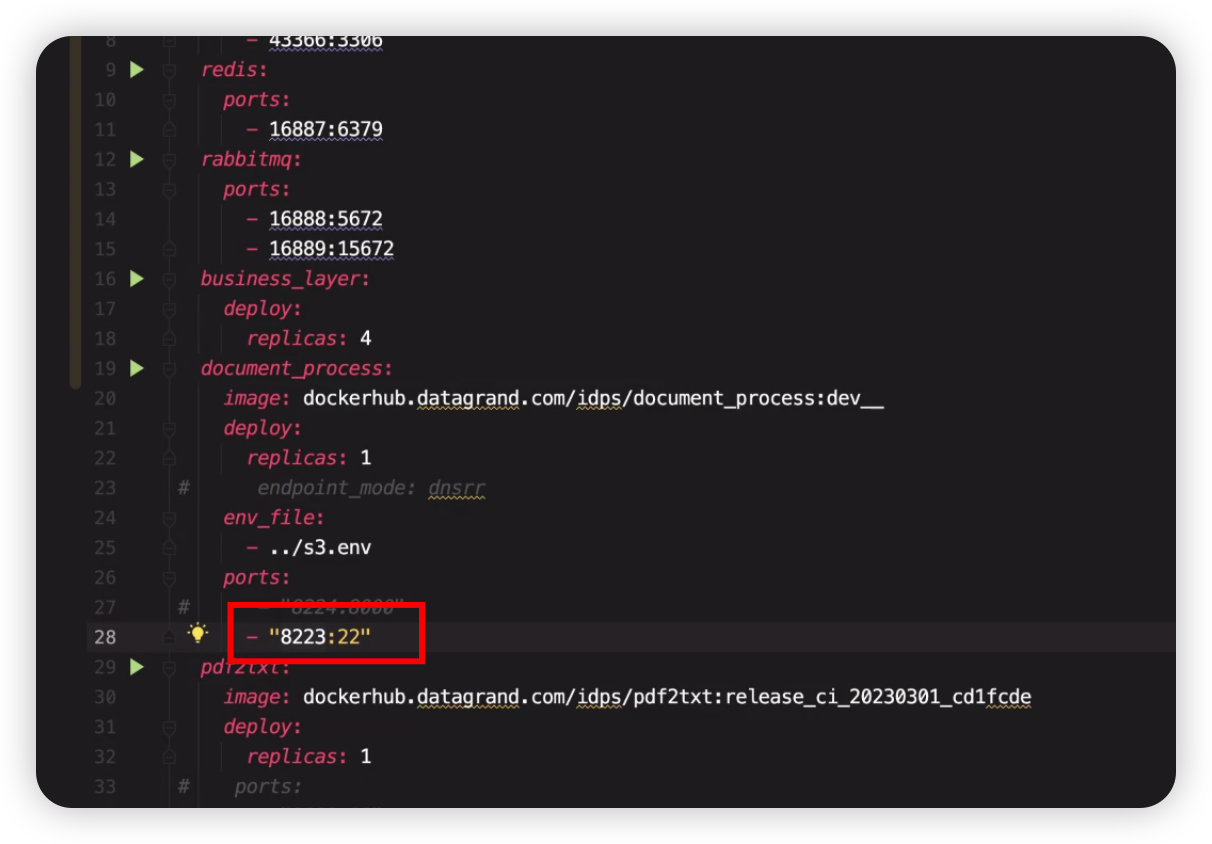 8 - 43366:3306
9 redis:
10 ports:
11 - 16887:6379
12 rabbitmq:
13 ports:
14 - 16888:5672
15 - 16889:15672
16 business_layer:
17 deploy:
18 replicas: 4
19 document_process:
20 image: dockerhub.datagrand.com/idps/document_process:dev__
21 deploy:
22 replicas: 1
23 # endpoint_mode: dnsrr
24 env_file:
25 - ../s3.env
26 ports:
27 # - "8224:8000"
28 - "8223:22"
29 pdf2txt:
30 image: dockerhub.datagrand.com/idps/pdf2txt:release_ci_20230301_cd1fcde
31 deploy:
32 replicas: 1
33 # ports: